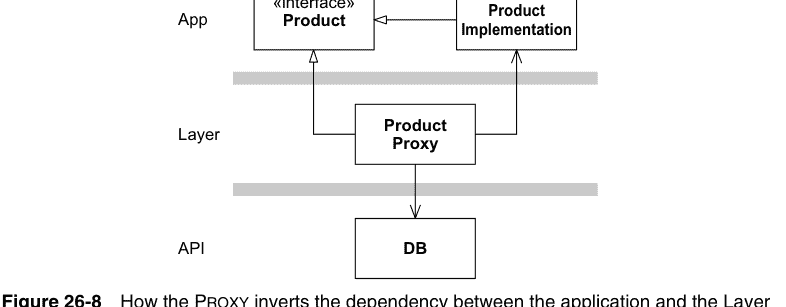 «interface»
App
Product
Product
Implementation
Layer
Product
Proxy
API
DB
Figure 26-8 How the PROXY inverts the dependency between the application and the Layer